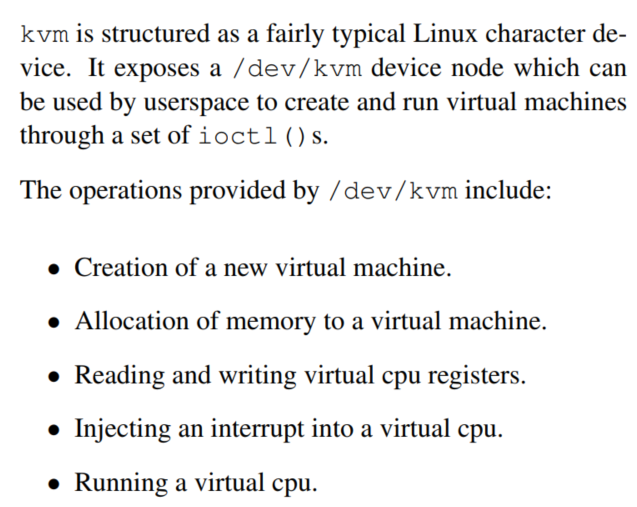 kvm is structured as a fairly typical Linux character de-
vice. It exposes a /dev/kvm device node which can
be used by userspace to create and run virtual machines
through a set of ioctl()s.
The operations provided by /dev/kvm include:
• Creation of a new virtual machine.
• Allocation of memory to a virtual machine.
• Reading and writing virtual cpu registers.
• Injecting an interrupt into a virtual cpu.
• Running a virtual cpu.